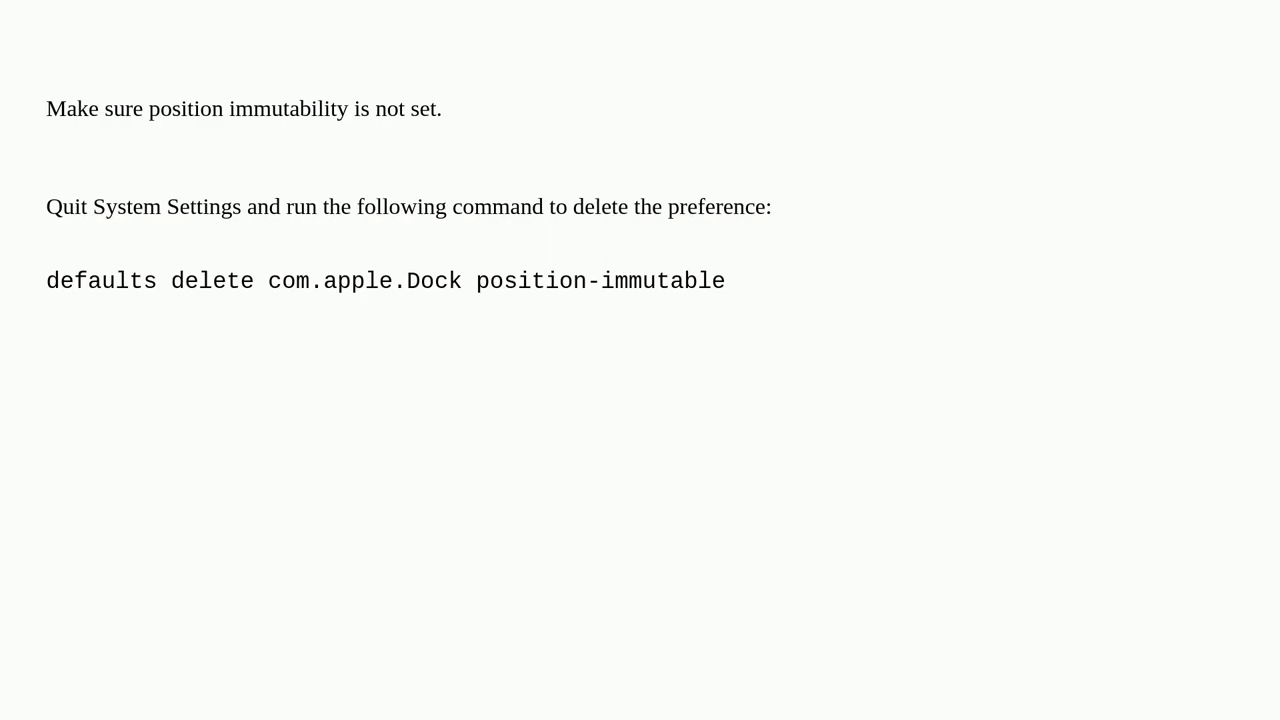 Make sure position immutability is not set.
Quit System Settings and run the following command to delete the preference:
defaults delete com.apple.Dock position-immutable